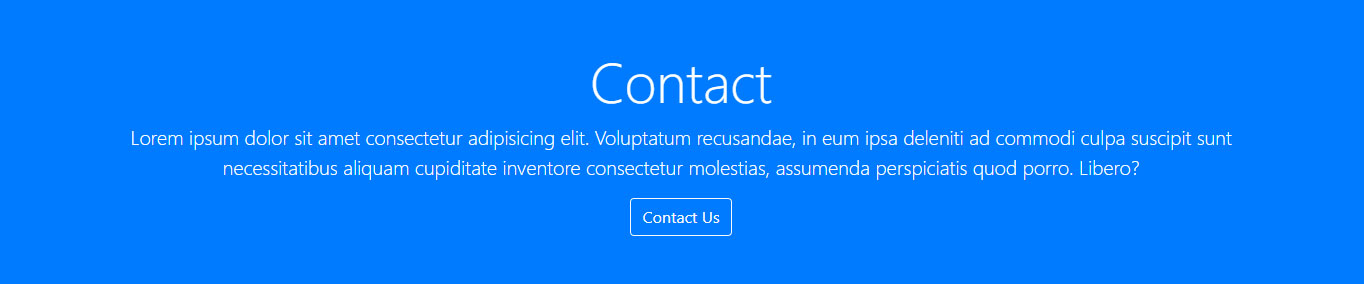 Contact
Lorem ipsum dolor sit amet consectetur adipisicing elit. Voluptatum recusandae, in eum ipsa deleniti ad commodi culpa suscipit sunt
necessitatibus aliquam cupiditate inventore consectetur molestias, assumenda perspiciatis quod porro. Libero?
Contact Us